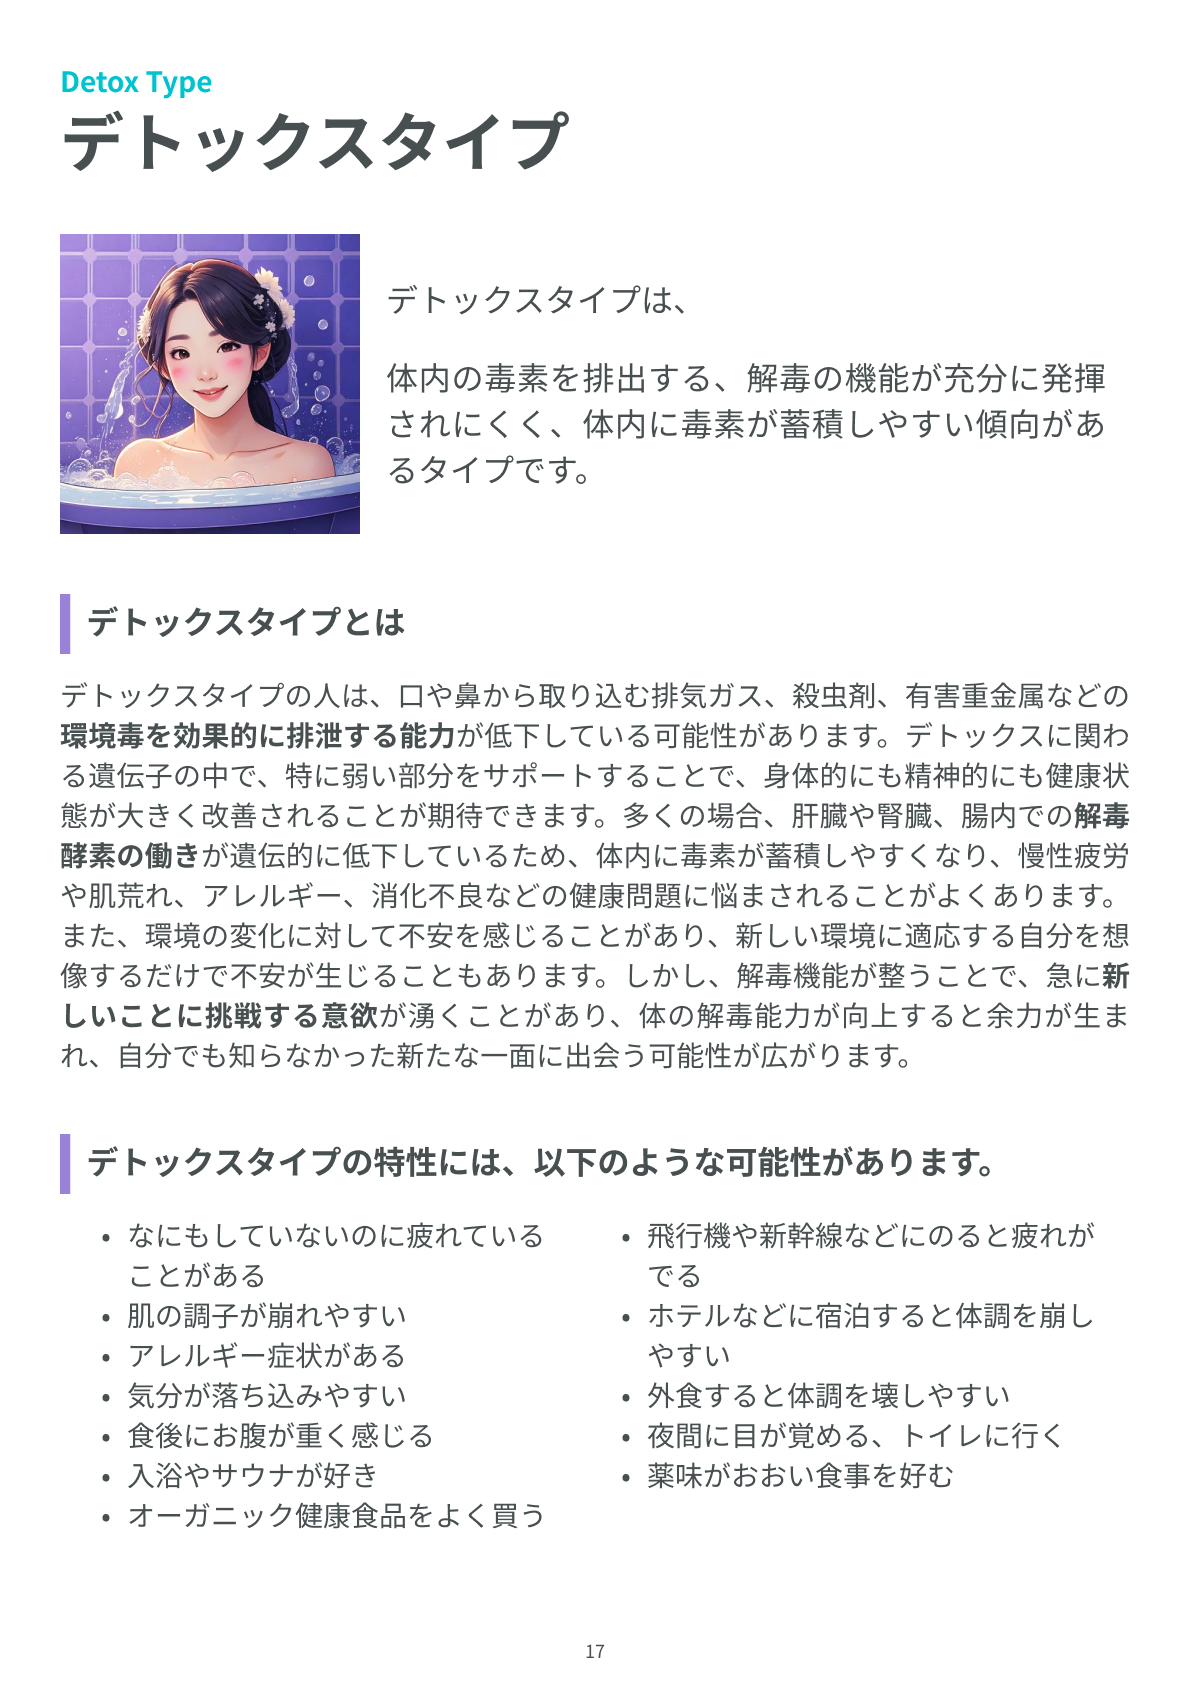 Detox Type
デトックスタイプ
デトックスタイプは、
体内の毒素を排出する、解毒の機能が充分に発揮
されにくく、体内に毒素が蓄積しやすい傾向があ
るタイプです。
デトックスタイプとは
デトックスタイプの人は、口や鼻から取り込む排気ガス、殺虫剤、有害重金属などの
環境毒を効果的に排泄する能力が低下している可能性があります。デトックスに関わ
る遺伝子の中で、特に弱い部分をサポートすることで、身体的にも精神的にも健康状
態が大きく改善されることが期待できます。多くの場合、肝臓や腎臓、腸内での解毒
酵素の働きが遺伝的に低下しているため、体内に毒素が蓄積しやすくなり、慢性疲労
や肌荒れ、アレルギー、消化不良などの健康問題に悩まされることがよくあります。
また、環境の変化に対して不安を感じることがあり、新しい環境に適応する自分を想
像するだけで不安が生じることもあります。しかし、解毒機能が整うことで、急に新
しいことに挑戦する意欲が湧くことがあり、体の解毒能力が向上すると余力が生ま
れ、自分でも知らなかった新たな一面に出会う可能性が広がります。
デトックスタイプの特性には、以下のような可能性があります。
• なにもしていないのに疲れている
ことがある
• 肌の調子が崩れやすい
• アレルギー症状がある
• 気分が落ち込みやすい
• 食後にお腹が重く感じる
• 入浴やサウナが好き
• オーガニック健康食品をよく買う
• 飛行機や新幹線などにのると疲れが
でる
• ホテルなどに宿泊すると体調を崩し
やすい
• 外食すると体調を壊しやすい
• 夜間に目が覚める、トイレに行く
• 薬味がおおい食事を好む
17